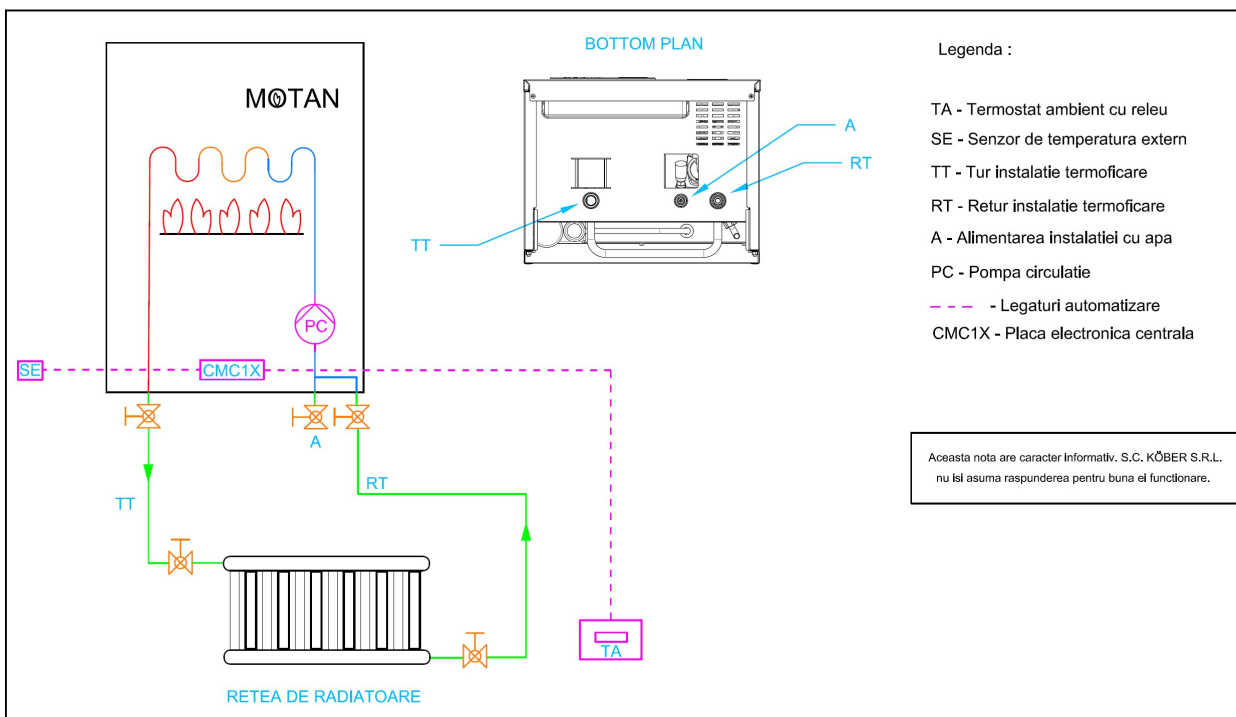 MOTAN
PC
SE
CMC1X
A
TT
RT
RETEA DE RADIATOARE
TA
BOTTOM PLAN
A
RT
TT
Legenda :
TA - Termostat ambient cu releu
SE - Senzor de temperatura extern
TT - Tur instalatie termoficare
RT - Retur instalatie termoficare
A - Alimentarea instalatiei cu apa
PC - Pompa circulatie
- Legaturi automatizare
CMC1X - Placa electronica centrala
Aceasta nota are caracter informativ. S.C. KÖBER S.R.L.
nu isi asuma raspunderea pentru buna ei functionare.